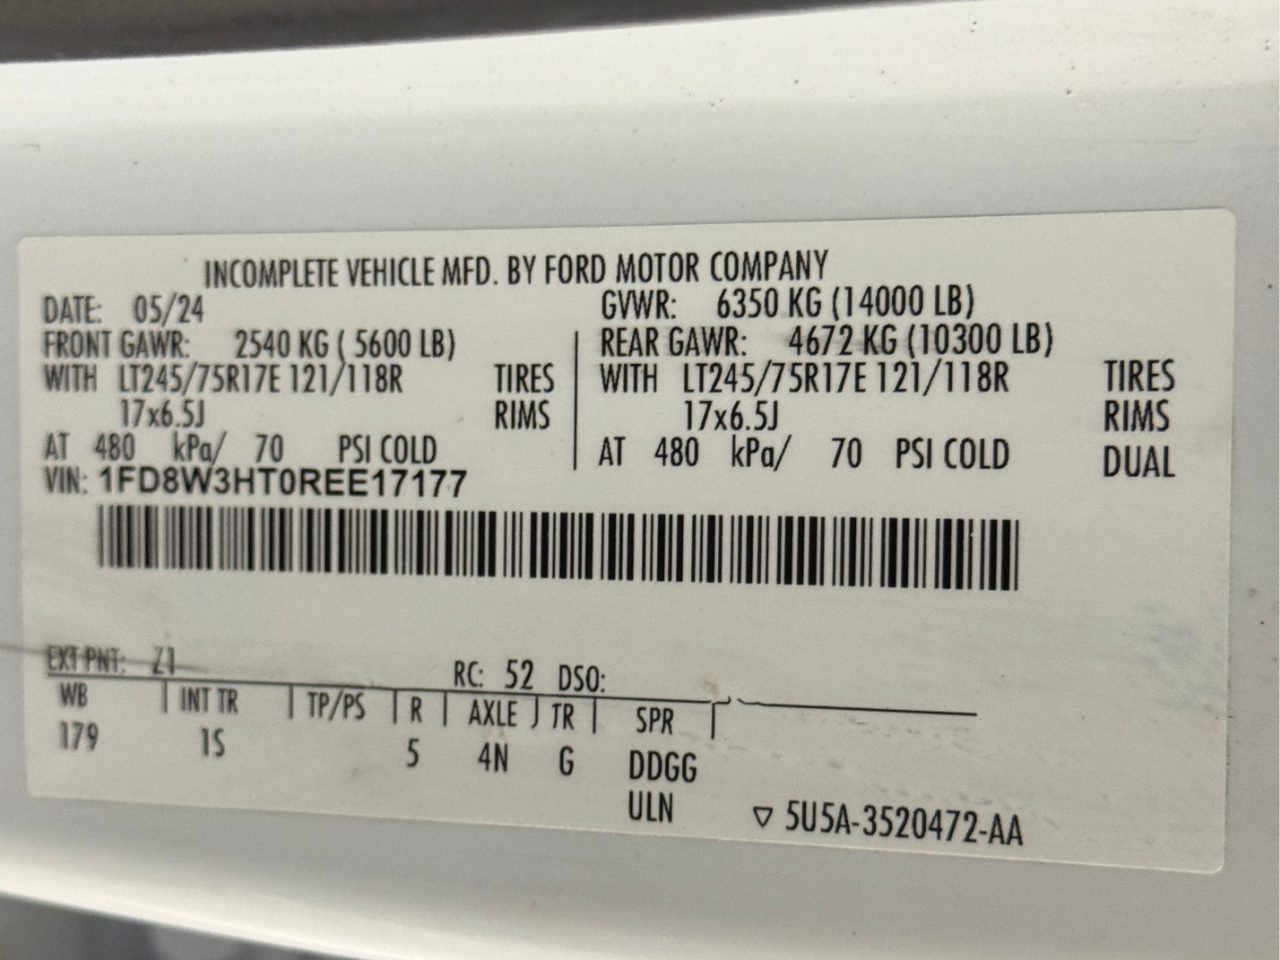 INCOMPLETE VEHICLE MFD. BY FORD MOTOR COMPANY
DATE: 05/24 GVWR: 6350 KG (14000 LB)
FRONT GAWR: 2540 KG ( 5600 LB) REAR GAWR: 4672 KG (10300 LB)
WITH LT245/75R17E 121/118R TIRES WITH LT245/75R17E 121/118R TIRES
17x6.5J RIMS 17x6.5J RIMS
AT 480 kPa/ 70 PSI COLD AT 480 kPa/ 70 PSI COLD DUAL
VIN: 1FD8W3HT0REE17177
EXT PNT: Z1 RC: 52 DSO:
WB | INT TR | TP/PS | R | AXLE | TR | SPR |
179 1S 5 4N G DDGG
ULN ▽ 5U5A-3520472-AA